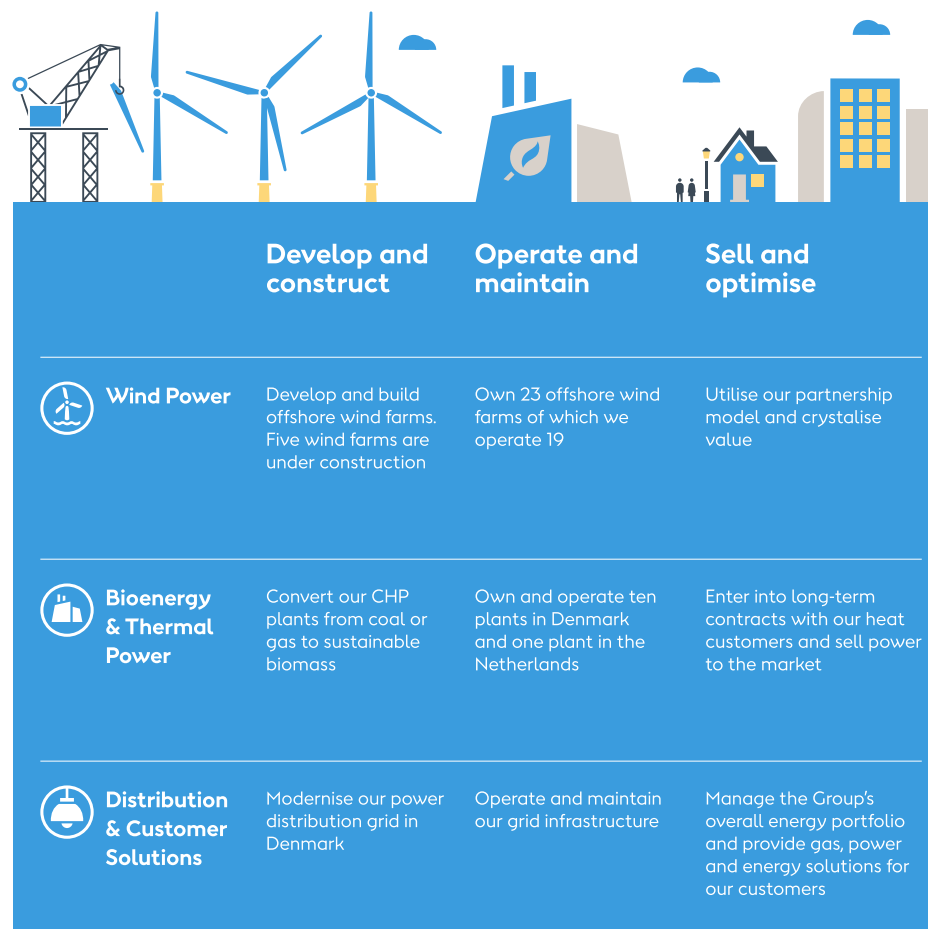 Develop and
construct
Operate and
maintain
Sell and
optimise
Wind Power
Develop and build
offshore wind farms.
Five wind farms are
under construction
Own 23 offshore wind
farms of which we
operate 19
Utilise our partnership
model and crystalise
value
Bioenergy
& Thermal
Power
Convert our CHP
plants from coal or
gas to sustainable
biomass
Own and operate ten
plants in Denmark
and one plant in the
Netherlands
Enter into long-term
contracts with our heat
customers and sell power
to the market
Distribution
& Customer
Solutions
Modernise our power
distribution grid in
Denmark
Operate and maintain
our grid infrastructure
Manage the Group's
overall energy portfolio
and provide gas, power
and energy solutions for
our customers